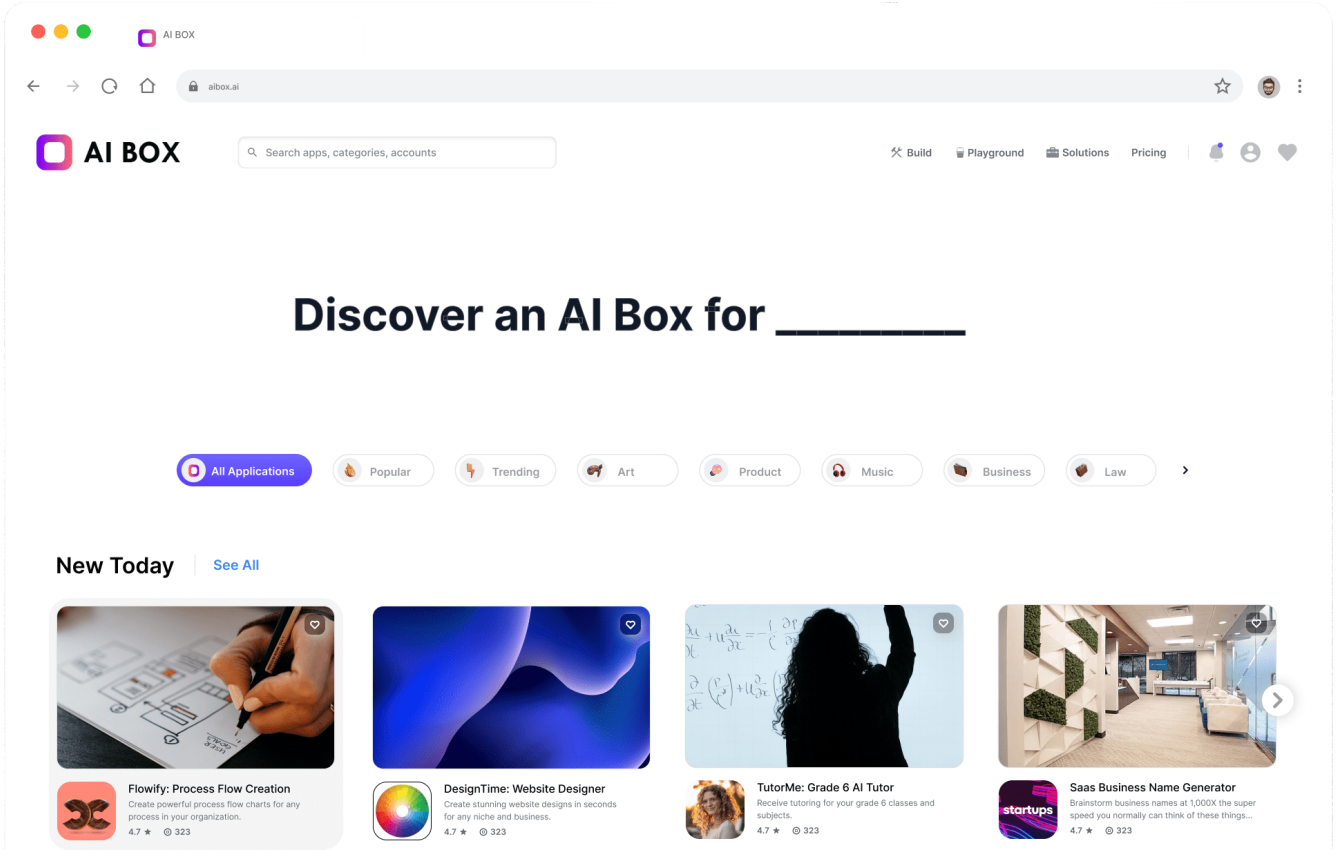 AI BOX
aibox.ai
AI BOX
Search apps, categories, accounts
Build
Playground
Solutions
Pricing
Discover an AI Box for _________
All Applications
Popular
Trending
Art
Product
Music
Business
Law
New Today
See All
USER
GOALS
startups
Flowify: Process Flow Creation
Create powerful process flow charts for any
process in your organization.
4.7 ★ 323
DesignTime: Website Designer
Create stunning website designs in seconds
for any niche and business.
4.7 ★ 323
TutorMe: Grade 6 AI Tutor
Receive tutoring for your grade 6 classes and
subjects.
4.7 ★ 323
Saas Business Name Generator
Brainstorm business names at 1,000X the super
speed you normally can think of these things...
4.7 ★ 323